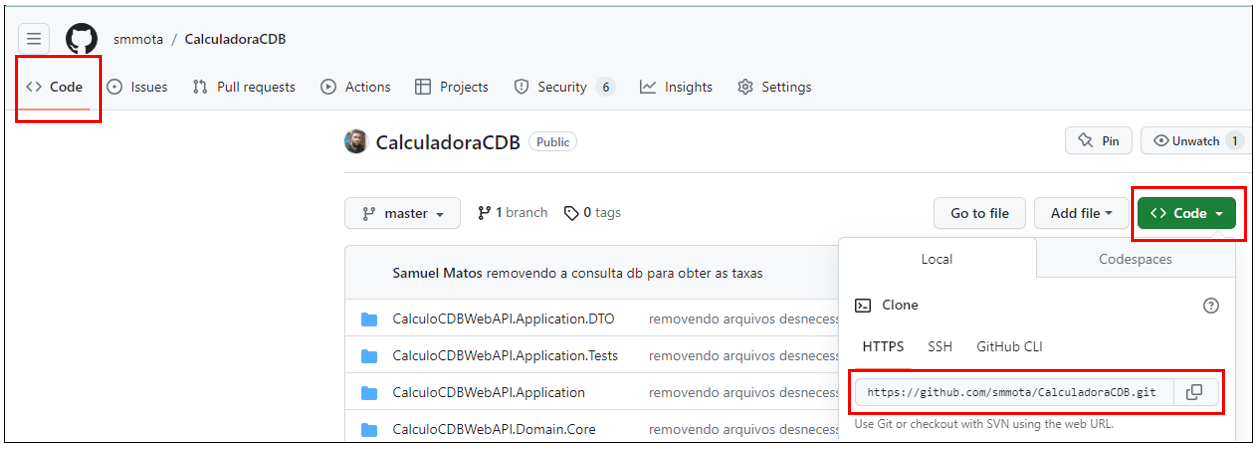 smmota / CalculadoraCDB
Code Issues Pull requests Actions Projects Security 6 Insights Settings
CalculadoraCDB Public Pin Unwatch 1
master 1 branch 0 tags Go to file Add file Code
Local Codespaces
Samuel Matos removendo a consulta db para obter as taxas
Clone
CalculoCDBWebAPI.Application.DTO removendo arquivos desnecess
HTTPS SSH GitHub CLI
CalculoCDBWebAPI.Application.Tests removendo arquivos desnecess
CalculoCDBWebAPI.Application removendo arquivos desnecess
https://github.com/smmota/CalculadoraCDB.git
Use Git or checkout with SVN using the web URL.
CalculoCDBWebAPI.Domain.Core removendo arquivos desnecess